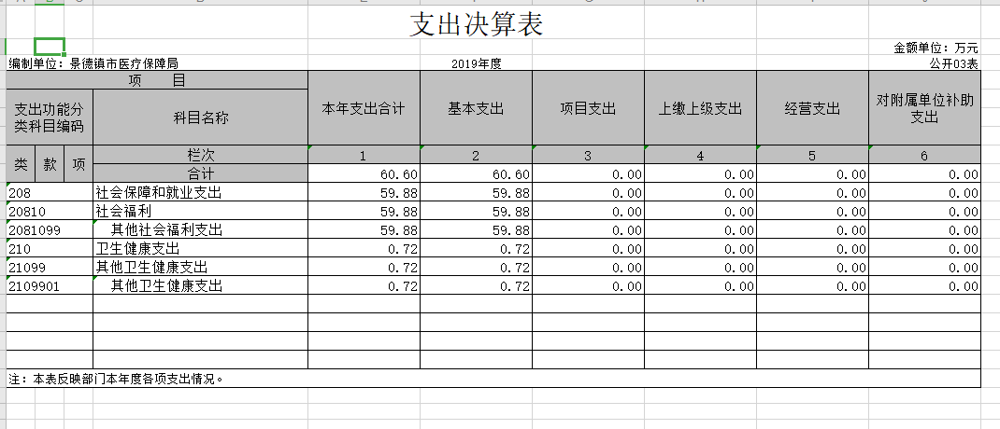 支出决算表
金额单位：万元
编制单位：景德镇市医疗保障局 2019年度 公开03表
项 目 本年支出合计 基本支出 项目支出 上缴上级支出 经营支出 对附属单位补助支出
支出功能分类科目编码 科目名称
类 款 项 栏次 1 2 3 4 5 6
合计 60.60 60.60 0.00 0.00 0.00 0.00
208 社会保障和就业支出 59.88 59.88 0.00 0.00 0.00 0.00
20810 社会福利 59.88 59.88 0.00 0.00 0.00 0.00
2081099 其他社会福利支出 59.88 59.88 0.00 0.00 0.00 0.00
210 卫生健康支出 0.72 0.72 0.00 0.00 0.00 0.00
21099 其他卫生健康支出 0.72 0.72 0.00 0.00 0.00 0.00
2109901 其他卫生健康支出 0.72 0.72 0.00 0.00 0.00 0.00
注：本表反映部门本年度各项支出情况。